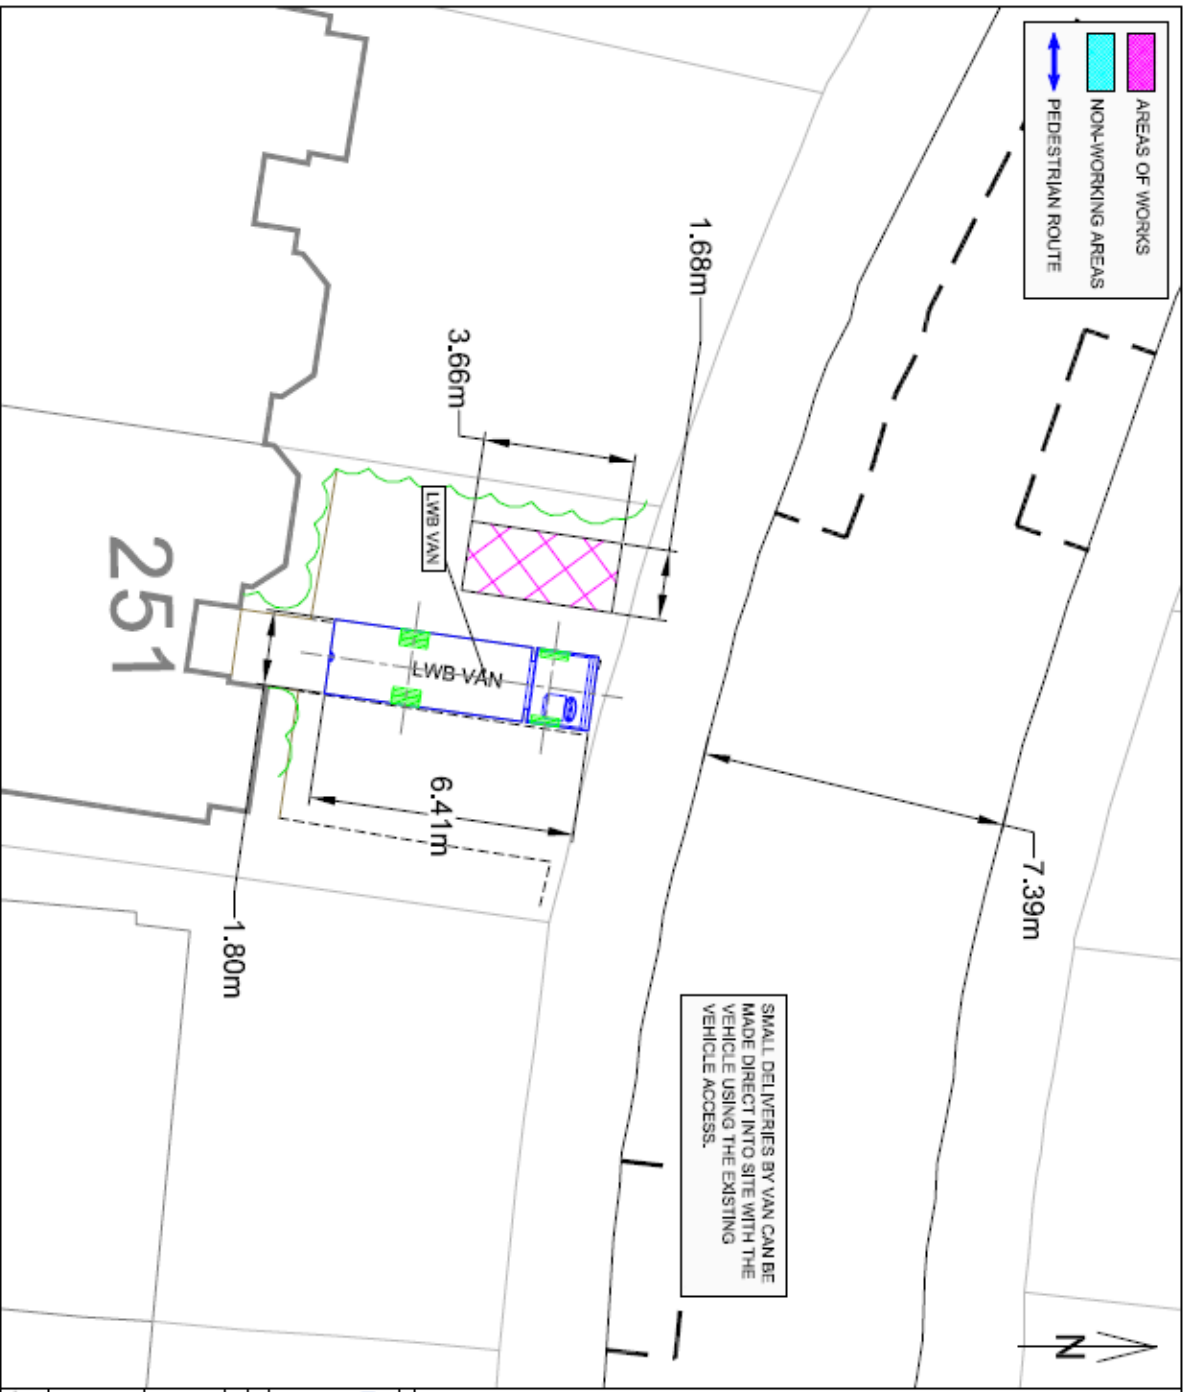 AREAS OF WORKS
NON-WORKING AREAS
PEDESTRIAN ROUTE
1.68m
3.66m
LWB VAN
LWB VAN
251
6.41m
1.80m
7.39m
SMALL DELIVERIES BY VAN CAN BE
MADE DIRECT INTO SITE WITH THE
VEHICLE USING THE EXISTING
VEHICLE ACCESS.
N